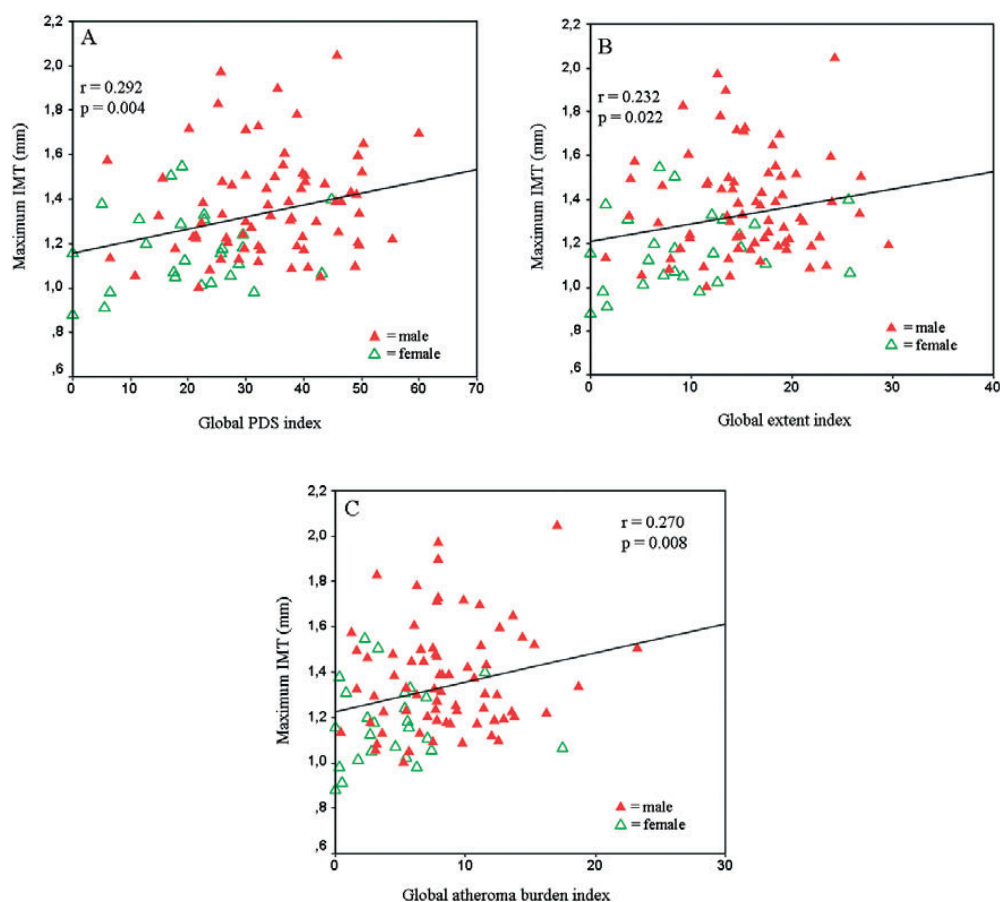 A
r = 0.292
p = 0.004
Maximum IMT (mm)
2,2
2,0
1,8
1,6
1,4
1,2
1,0
,8
,6
0
10
20
30
40
50
60
70
= male
= female
Global PDS index
B
r = 0.232
p = 0.022
Maximum IMT (mm)
2,2
2,0
1,8
1,6
1,4
1,2
1,0
,8
,6
0
10
20
30
40
= male
= female
Global extent index
C
r = 0.270
p = 0.008
Maximum IMT (mm)
2,2
2,0
1,8
1,6
1,4
1,2
1,0
,8
,6
0
10
20
30
= male
= female
Global atheroma burden index